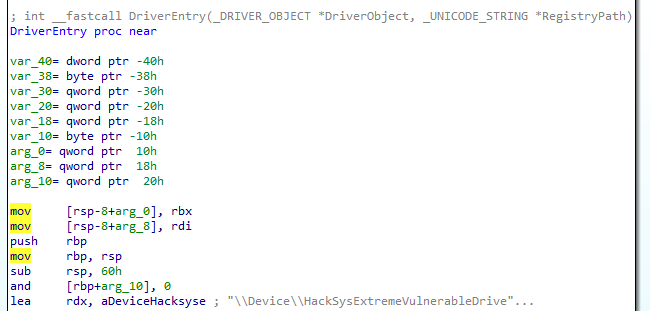 ; int __fastcall DriverEntry(_DRIVER_OBJECT *DriverObject, _UNICODE_STRING *RegistryPath)
DriverEntry proc near
var_40= dword ptr -40h
var_38= byte ptr -38h
var_30= qword ptr -30h
var_20= qword ptr -20h
var_18= qword ptr -18h
var_10= byte ptr -10h
arg_0= qword ptr  10h
arg_8= qword ptr  18h
arg_10= qword ptr  20h
mov     [rsp-8+arg_0], rbx
mov     [rsp-8+arg_8], rdi
push    rbp
mov     rbp, rsp
sub     rsp, 60h
and     [rbp+arg_10], 0
lea     rdx, aDeviceHacksyse ; "\\Device\\HackSysExtremeVulnerableDrive"...